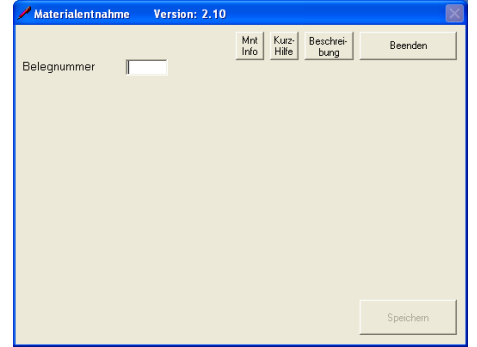 Materialentnahme Version: 2.10
Mnt
Info
Kurz-
Hilfe
Beschrei-
bung
Beenden
Belegnummer
Speichern